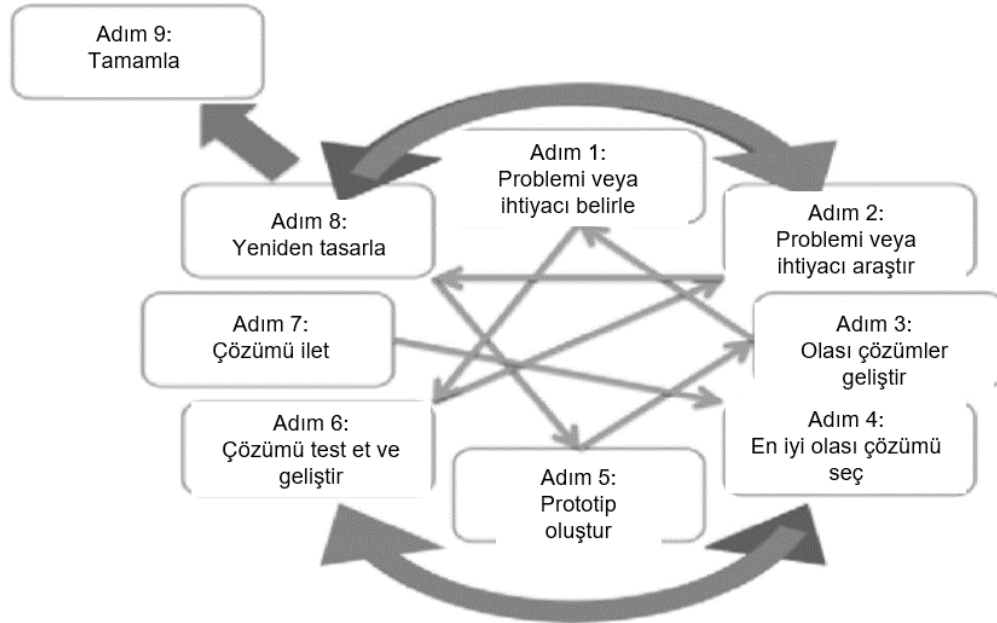 Adım 9:
Tamamla
Adım 1:
Problemi veya
ihtiyacı belirle
Adım 2:
Problemi veya
ihtiyacı araştır
Adım 8:
Yeniden tasarla
Adım 7:
Çözümü ilet
Adım 3:
Olası çözümler
geliştir
Adım 6:
Çözümü test et ve
geliştir
Adım 4:
En iyi olası çözümü
seç
Adım 5:
Prototip
oluştur